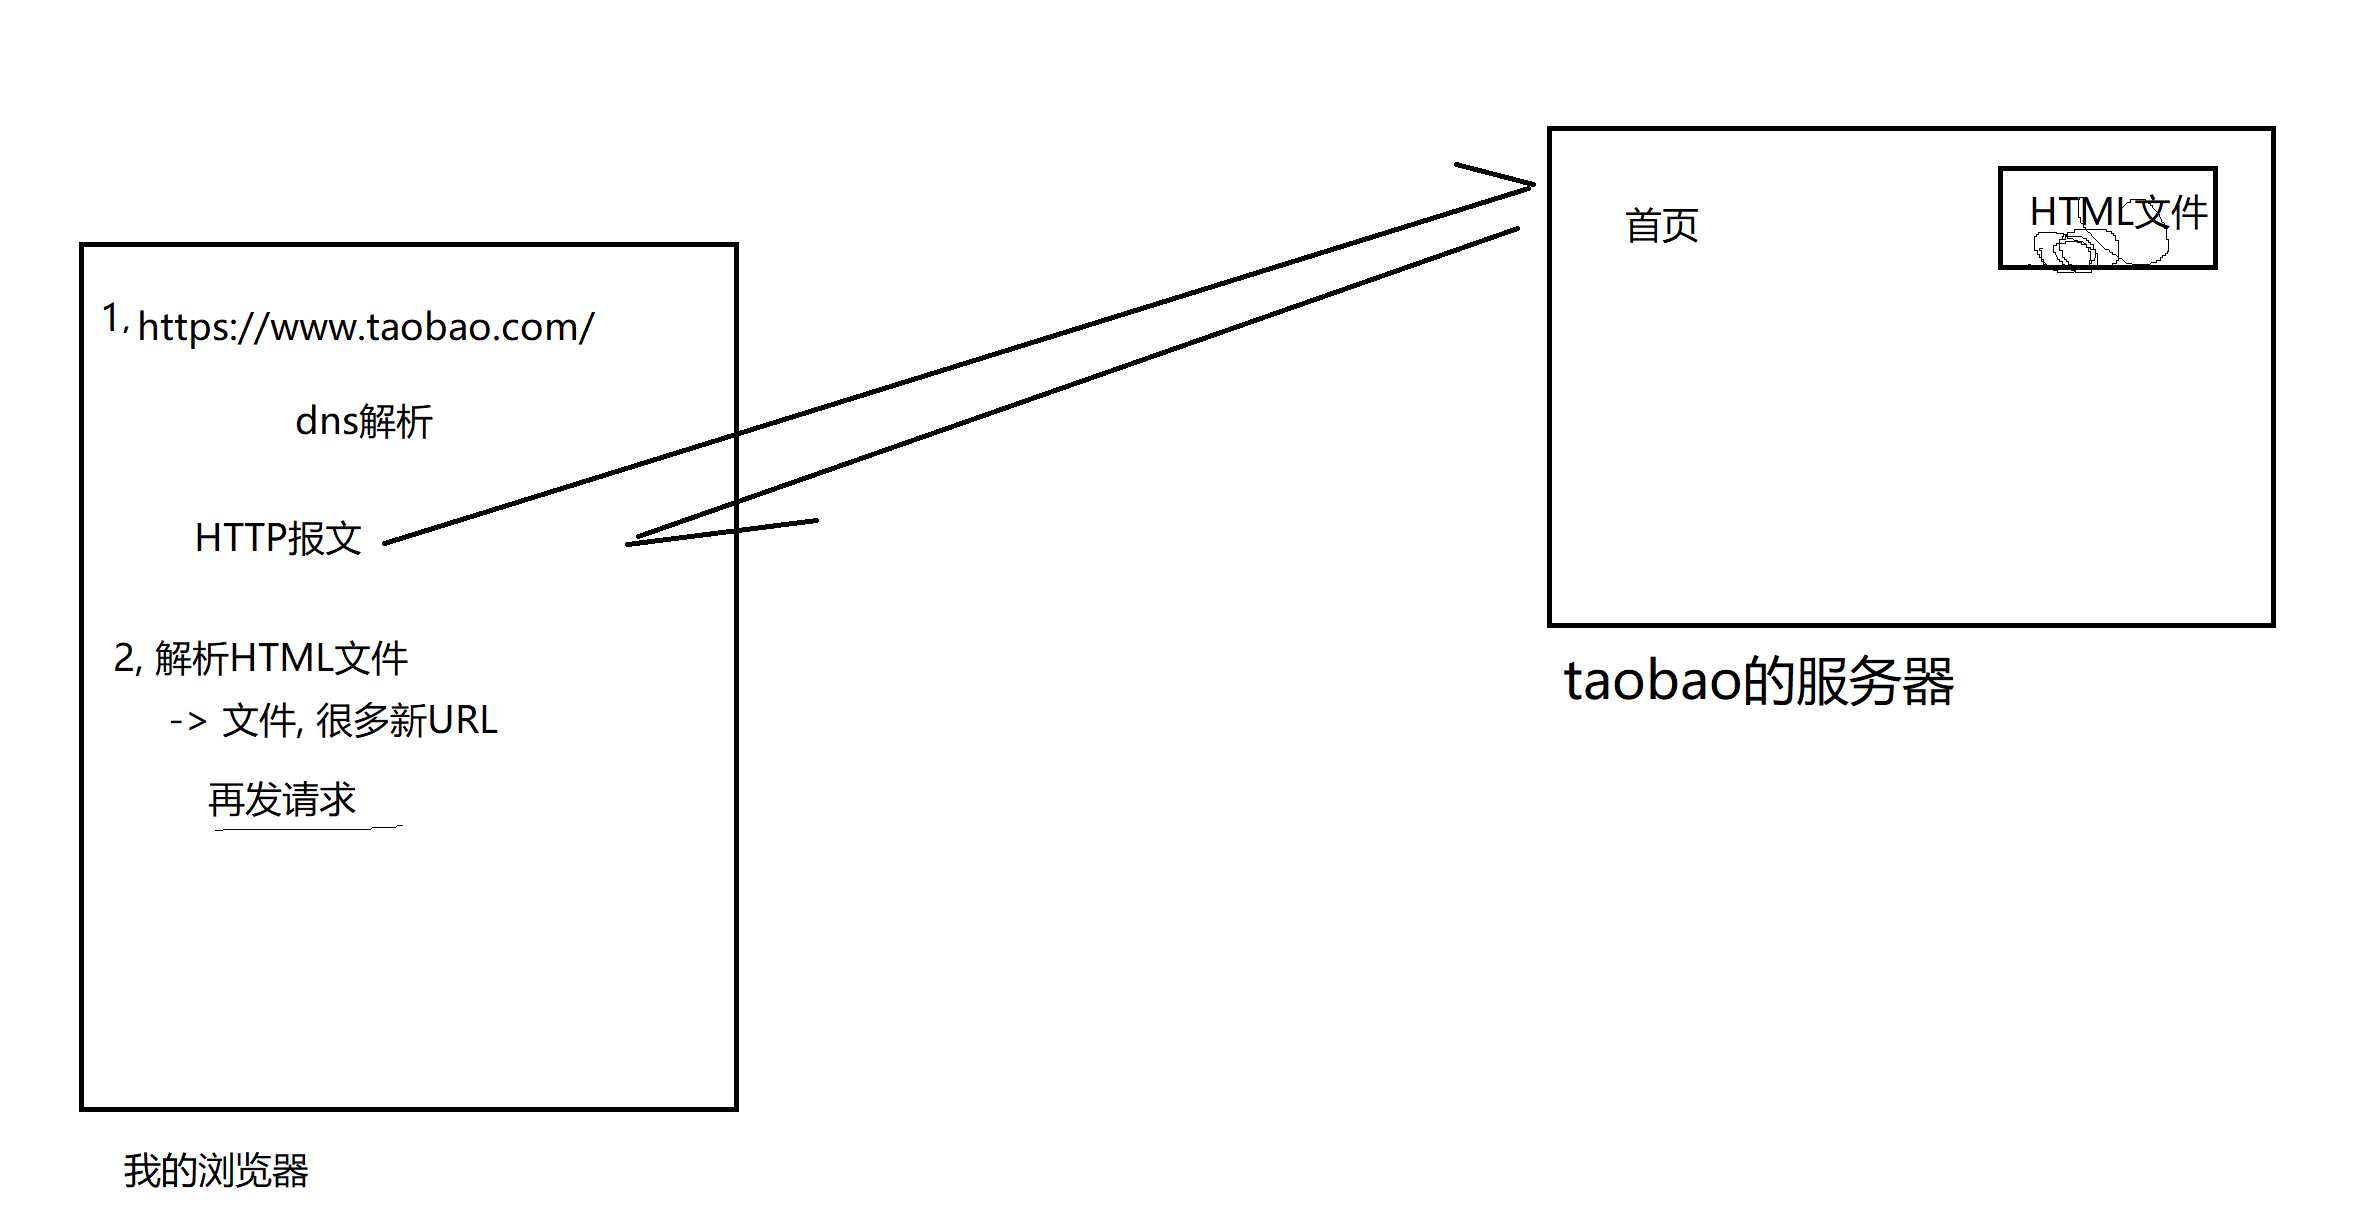 1, https://www.taobao.com/
dns解析
HTTP报文
2, 解析HTML文件
-> 文件, 很多新URL
再发请求
我的浏览器
首页
HTML文件
taobao的服务器